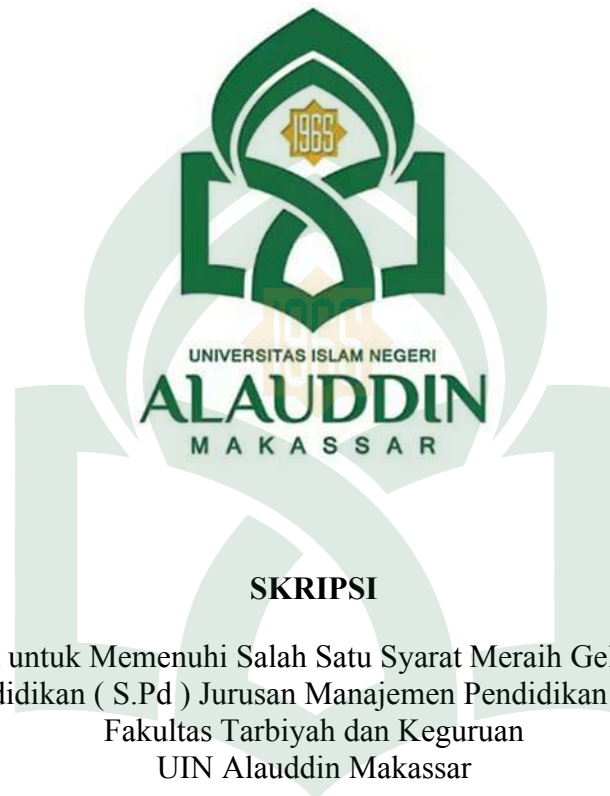 1965
UNIVERSITAS ISLAM NEGERI
ALAUDDIN
MAKASSAR
SKRIPSI
untuk Memenuhi Salah Satu Syarat Meraih
( S.Pd ) Jurusan Manajemen Pendidikan
Fakultas Tarbiyah dan Keguruan
UIN Alauddin Makassar